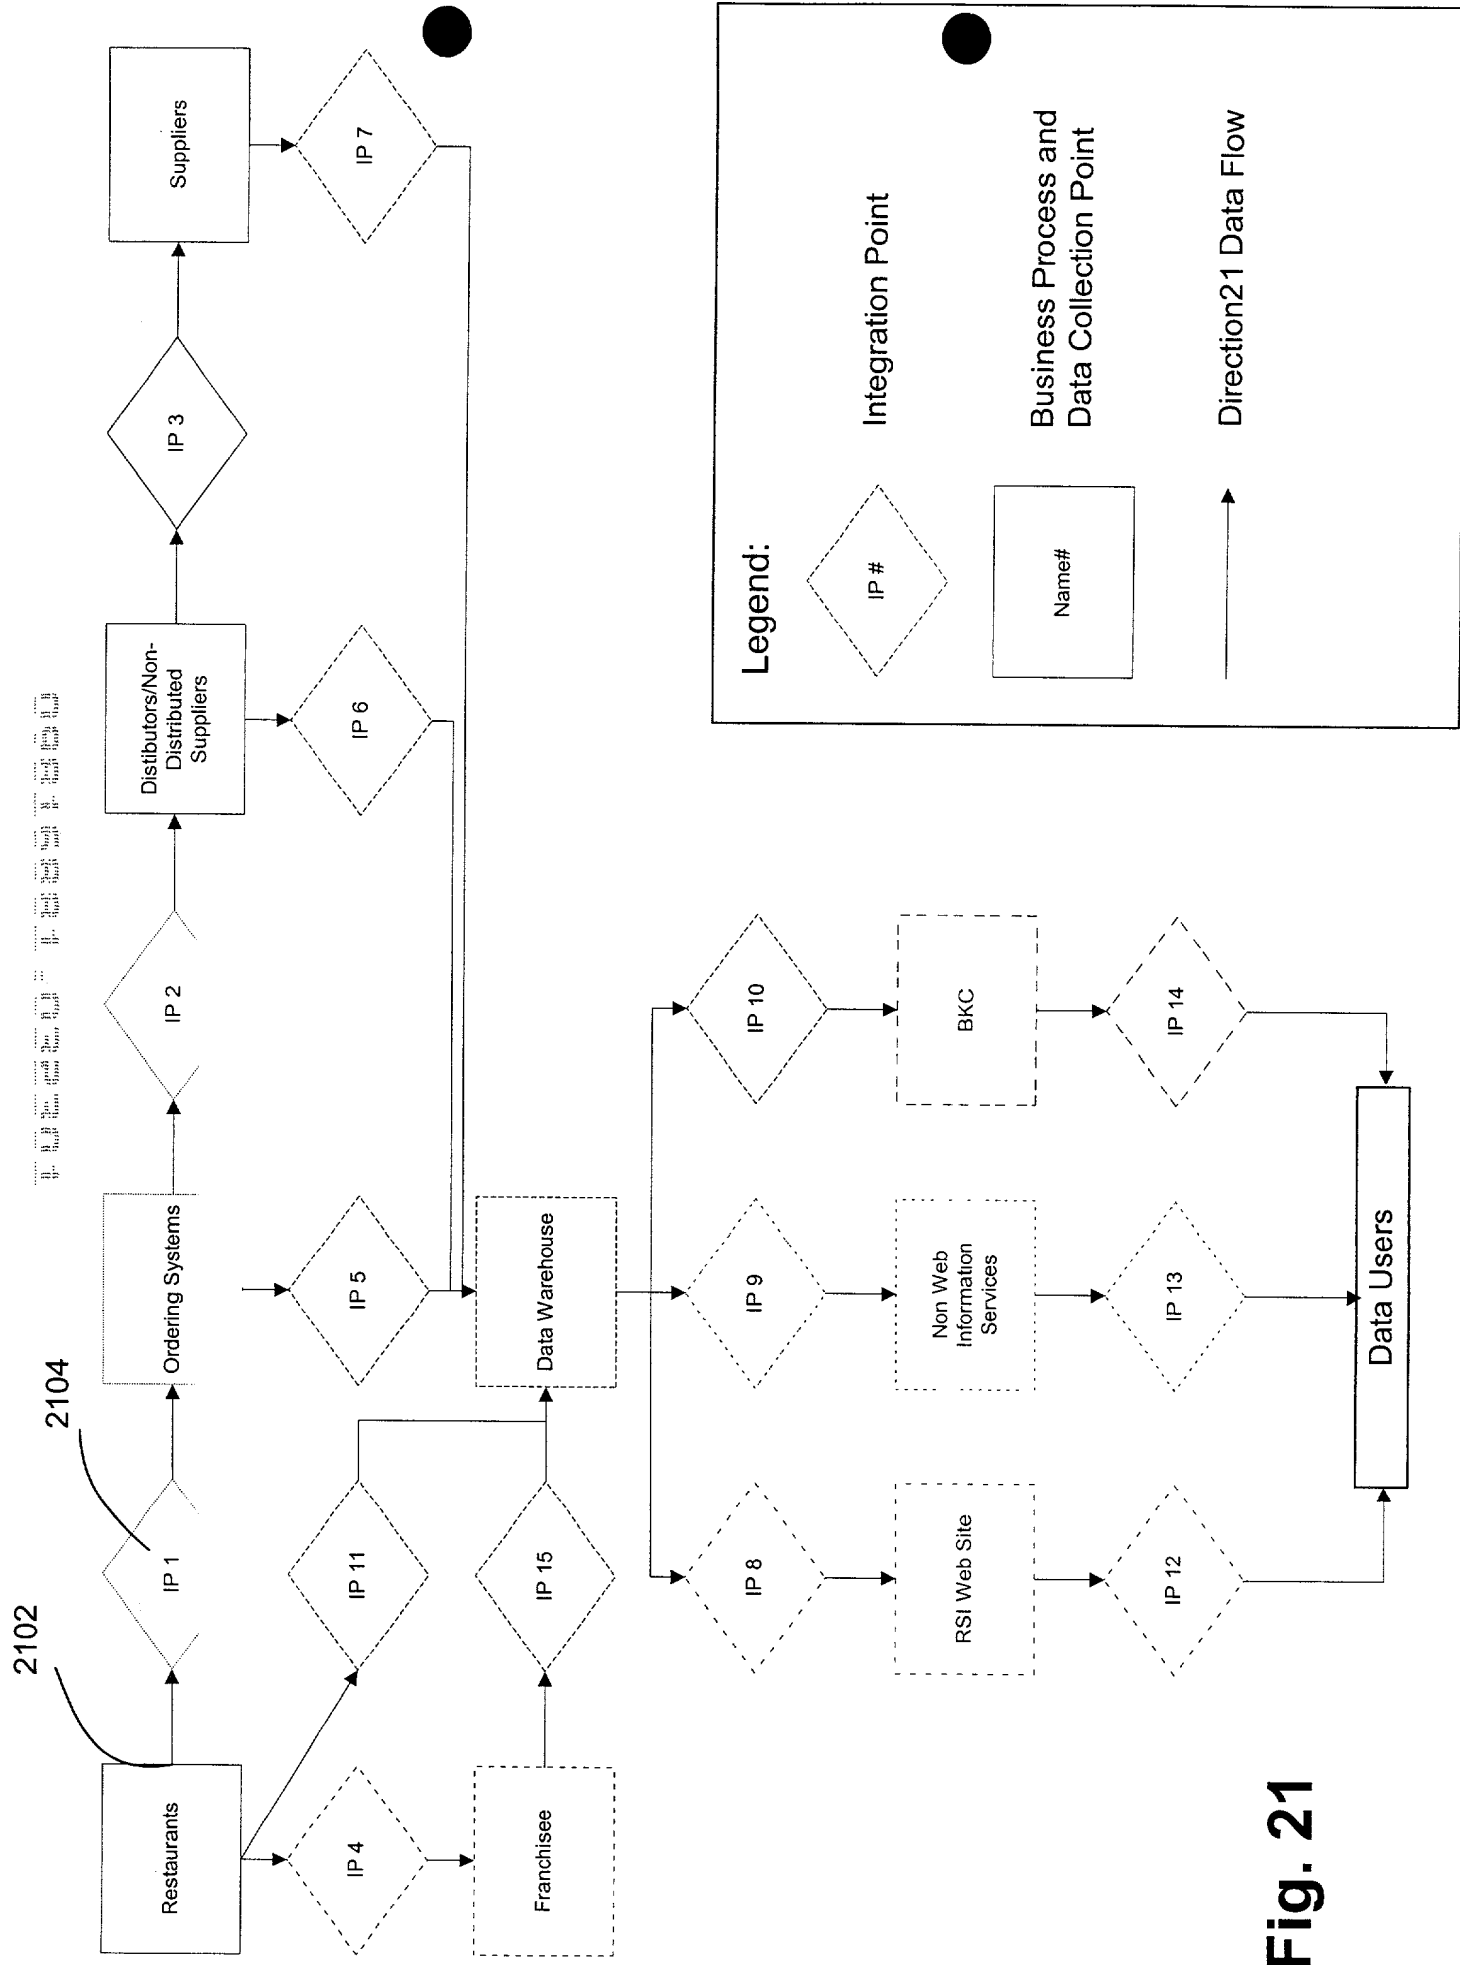 2102
2104
Restaurants
IP 1
Ordering Systems
IP 2
Distibutors/Non-
Distributed
Suppliers
IP 3
Suppliers
IP 4
IP 11
IP 5
IP 6
IP 7
Franchisee
IP 15
Data Warehouse
IP 8
IP 9
IP 10
RSI Web Site
Non Web
Information
Services
BKC
IP 12
IP 13
IP 14
Data Users
Legend:
IP #
Integration Point
Name#
Business Process and
Data Collection Point
Direction21 Data Flow
Fig. 21